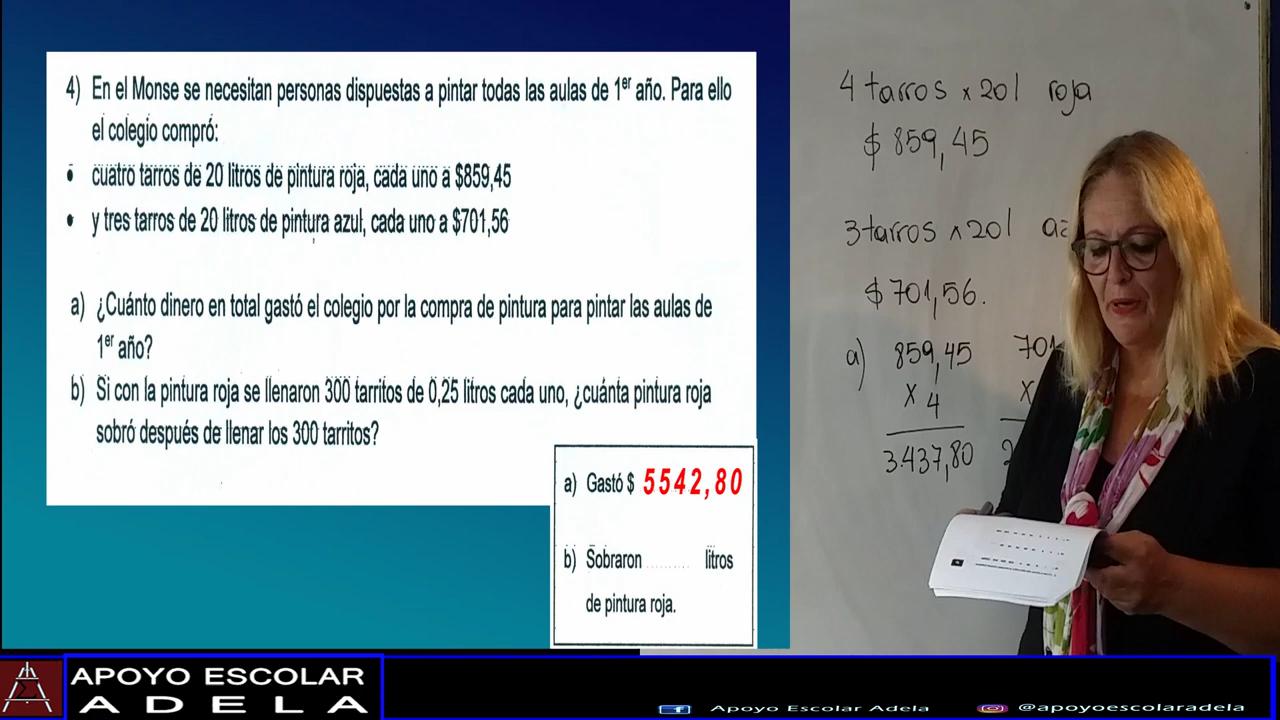 4) En el Monse se necesitan personas dispuestas a pintar todas las aulas de 1er año. Para ello
el colegio compró:
• cuatro tarros de 20 litros de pintura roja, cada uno a $859,45
• y tres tarros de 20 litros de pintura azul, cada uno a $701,56
a) ¿Cuánto dinero en total gastó el colegio por la compra de pintura para pintar las aulas de
1er año?
b) Si con la pintura roja se llenaron 300 tarritos de 0,25 litros cada uno, ¿cuánta pintura roja
sobró después de llenar los 300 tarritos?
a) Gastó $ 5542,80
b) Sobraron .......... litros
de pintura roja.
4 tarros x 20 l roja
$ 859,45
3 tarros x 20 l az
$ 701,56.
a) 859,45 701
x 4 x
3.437,80 2
APOYO ESCOLAR
ADELA
Apoyo Escolar Adela
@apoyoescolaradela